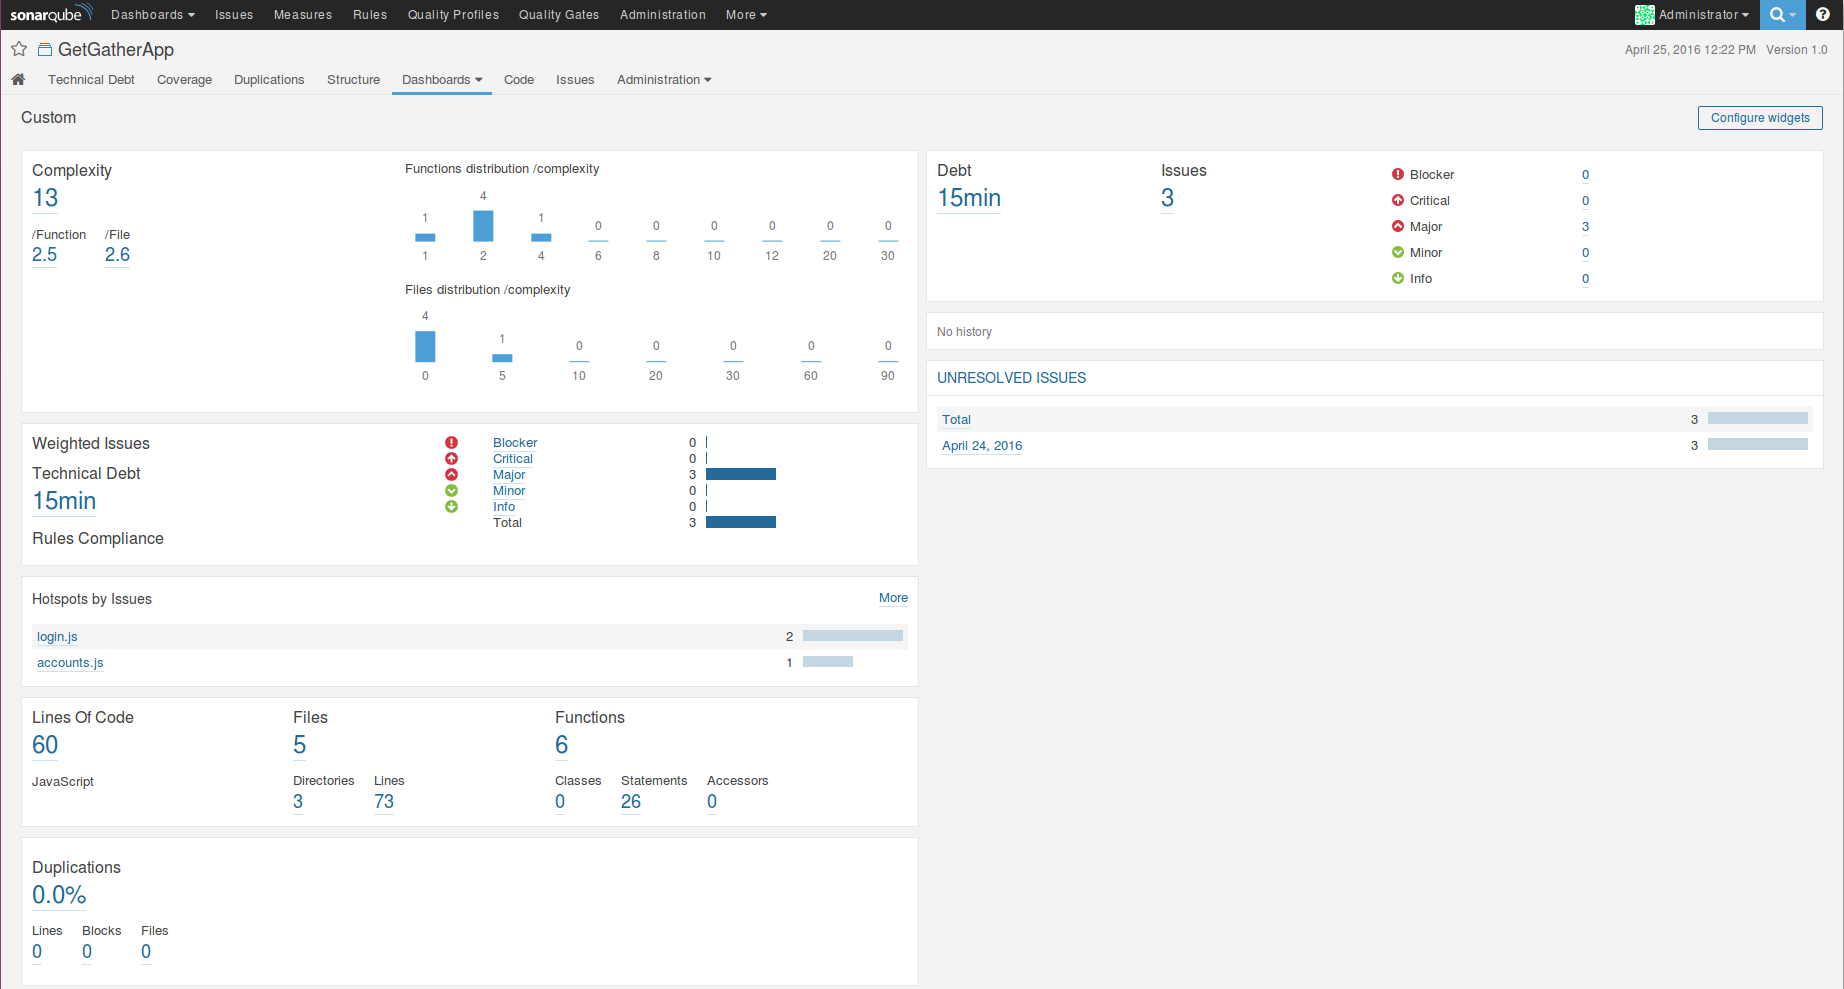 sonarqube Dashboards Issues Measures Rules Quality Profiles Quality Gates Administration More Administrator
GetGatherApp
April 25, 2016 12:22 PM Version 1.0
Technical Debt Coverage Duplications Structure Dashboards Code Issues Administration
Custom
Configure widgets
Complexity
13
/Function /File
2.5 2.6
Functions distribution /complexity
1 4 1 0 0 0 0 0 0
1 2 4 6 8 10 12 20 30
Files distribution /complexity
4 1 0 0 0 0 0
0 5 10 20 30 60 90
Weighted Issues
Technical Debt
15min
Rules Compliance
Blocker 0
Critical 0
Major 3
Minor 0
Info 0
Total 3
Hotspots by Issues
More
login.js 2
accounts.js 1
Lines Of Code
60
JavaScript
Files
5
Directories Lines
3 73
Functions
6
Classes Statements Accessors
0 26 0
Duplications
0.0%
Lines Blocks Files
0 0 0
Debt
15min
Issues
3
Blocker 0
Critical 0
Major 3
Minor 0
Info 0
No history
UNRESOLVED ISSUES
Total 3
April 24, 2016 3